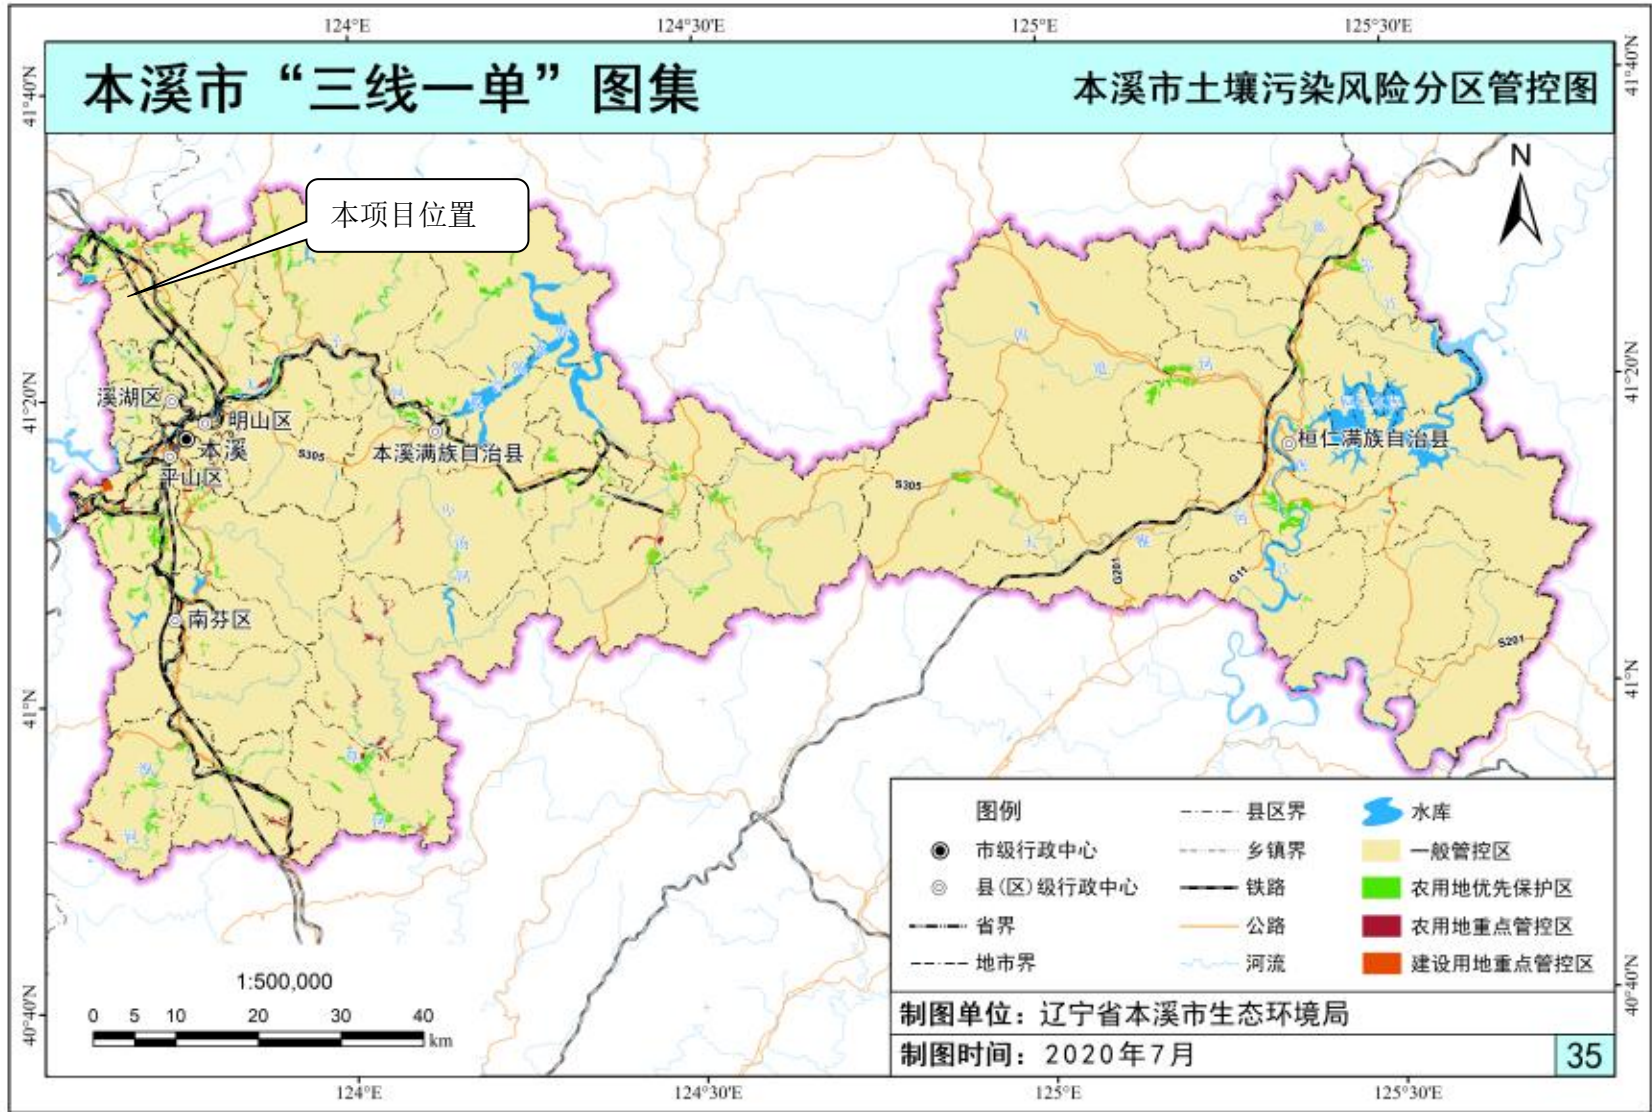 124°E 124°30′E 125°E 125°30′E
41°40′N
41°40′N
本溪市“三线一单”图集
本溪市土壤污染风险分区管控图
N
本项目位置
41°20′N
41°20′N
溪湖区
明山区
本溪
平山区
S305
本溪满族自治县
S305
桓仁满族自治县
G201
G11
南芬区
S201
41°N
41°N
图例
市级行政中心
县(区)级行政中心
省界
地市界
县区界
乡镇界
铁路
公路
河流
水库
一般管控区
农用地优先保护区
农用地重点管控区
建设用地重点管控区
1:500,000
0 5 10 20 30 40
km
40°40′N
40°40′N
制图单位：辽宁省本溪市生态环境局
制图时间：2020年7月
35
124°E 124°30′E 125°E 125°30′E